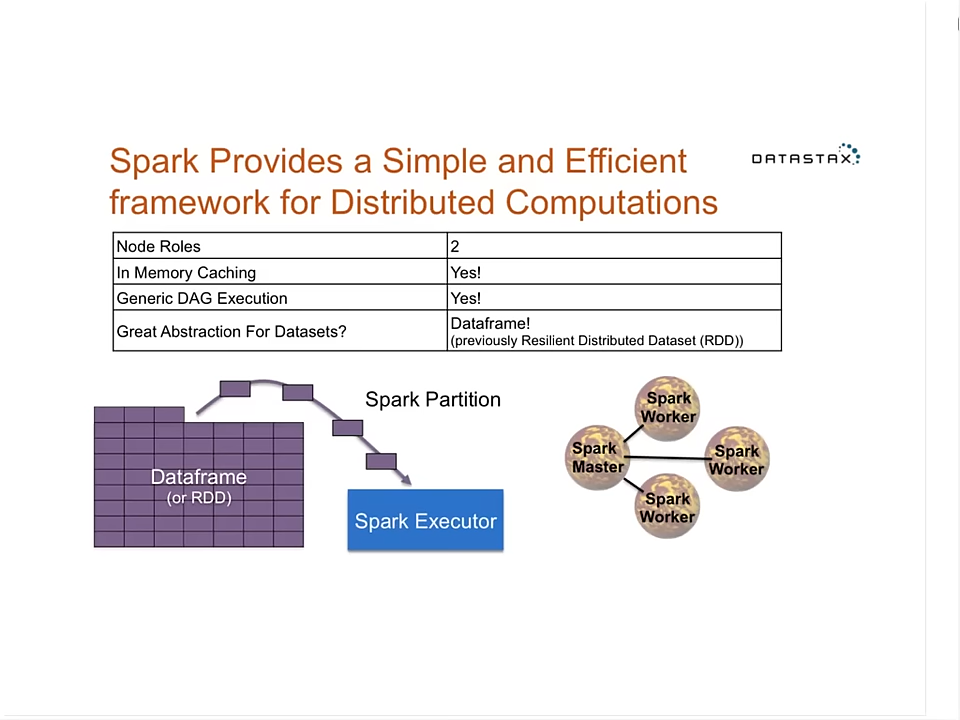 Spark Provides a Simple and Efficient
framework for Distributed Computations
DATASTAX
Node Roles 2
In Memory Caching Yes!
Generic DAG Execution Yes!
Great Abstraction For Datasets? Dataframe!
(previously Resilient Distributed Dataset (RDD))
Spark Partition
Dataframe
(or RDD)
Spark Executor
Spark
Worker
Spark
Master
Spark
Worker
Spark
Worker